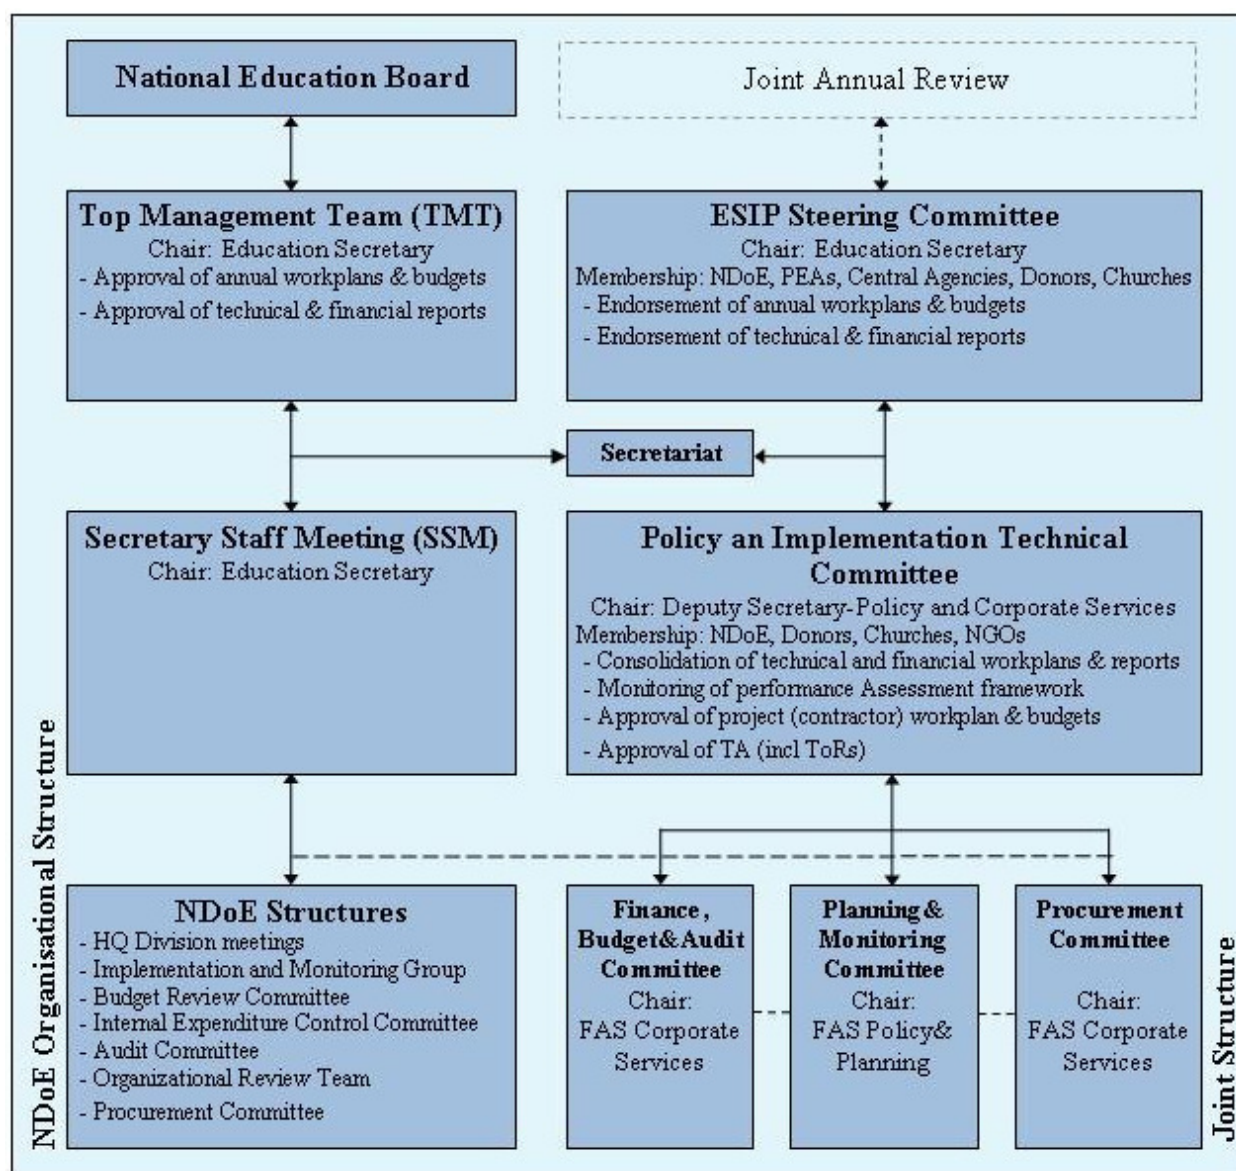 National Education Board
Joint Annual Review
Top Management Team (TMT)
Chair: Education Secretary
- Approval of annual workplans & budgets
- Approval of technical & financial reports
ESIP Steering Committee
Chair: Education Secretary
Membership: NDoE, PEAs, Central Agencies, Donors, Churches
- Endorsement of annual workplans & budgets
- Endorsement of technical & financial reports
Secretariat
Secretary Staff Meeting (SSM)
Chair: Education Secretary
Policy an Implementation Technical
Committee
Chair: Deputy Secretary-Policy and Corporate Services
Membership: NDoE, Donors, Churches, NGOs
- Consolidation of technical and financial workplans & reports
- Monitoring of performance Assessment framework
- Approval of project (contractor) workplan & budgets
- Approval of TA (incl ToRs)
NDoE Structures
- HQ Division meetings
- Implementation and Monitoring Group
- Budget Review Committee
- Internal Expenditure Control Committee
- Audit Committee
- Organizational Review Team
- Procurement Committee
Finance,
Budget&Audit
Committee
Chair:
FAS Corporate
Services
Planning&
Monitoring
Committee
Chair:
FAS Policy&
Planning
Procurement
Committee
Chair:
FAS Corporate
Services
NDoE Organisational Structure
Joint Structure